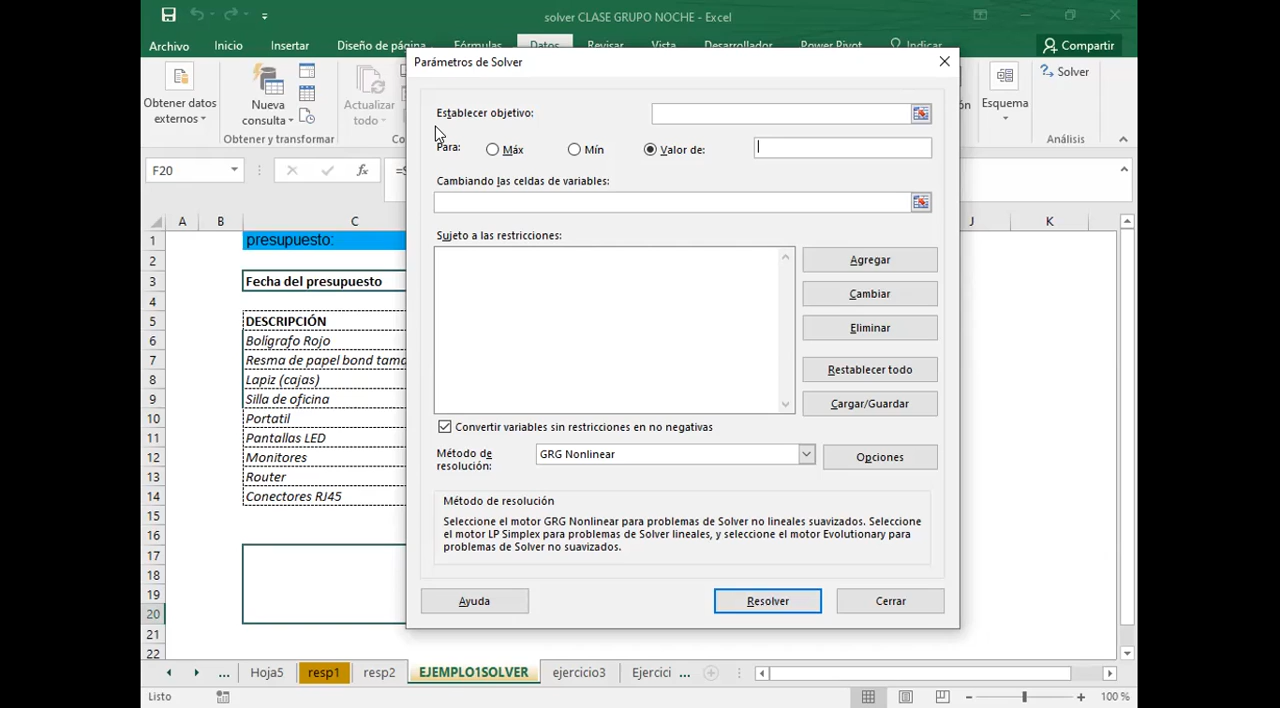 solver CLASE GRUPO NOCHE - Excel
Archivo Inicio Insertar Diseño de página Fórmulas Datos Revisar Vista Desarrollador Power Pivot Indicar Compartir
Obtener datos externos
Nueva consulta
Actualizar todo
Obtener y transformar
Esquema
Solver
Análisis
F20 fx
A B C J K
1 presupuesto:
2
3 Fecha del presupuesto
4
5 DESCRIPCIÓN
6 Boligrafo Rojo
7 Resma de papel bond tama
8 Lapiz (cajas)
9 Silla de oficina
10 Portatil
11 Pantallas LED
12 Monitores
13 Router
14 Conectores RJ45
15
16
17
18
19
20
21
22
Parámetros de Solver
Establecer objetivo:
Para: Máx Mín Valor de:
Cambiando las celdas de variables:
Sujeto a las restricciones:
Agregar
Cambiar
Eliminar
Restablecer todo
Cargar/Guardar
Convertir variables sin restricciones en no negativas
Método de resolución: GRG Nonlinear Opciones
Método de resolución
Seleccione el motor GRG Nonlinear para problemas de Solver no lineales suavizados. Seleccione
el motor LP Simplex para problemas de Solver lineales, y seleccione el motor Evolutionary para
problemas de Solver no suavizados.
Ayuda Resolver Cerrar
... Hoja5 resp1 resp2 EJEMPLO1SOLVER ejercicio3 Ejercici ...
Listo 100 %